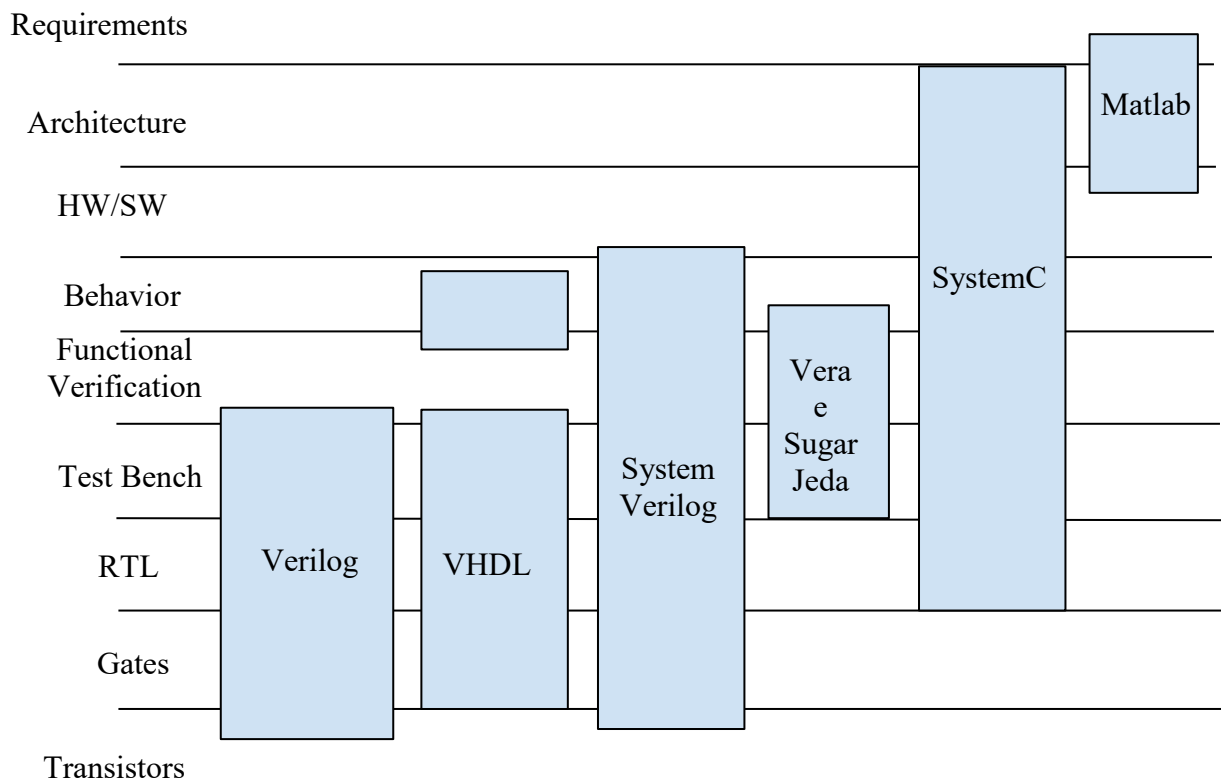 Requirements
Architecture
HW/SW
Behavior
Functional
Verification
Test Bench
RTL
Gates
Transistors
Verilog
VHDL
System
Verilog
Vera
e
Sugar
Jeda
SystemC
Matlab